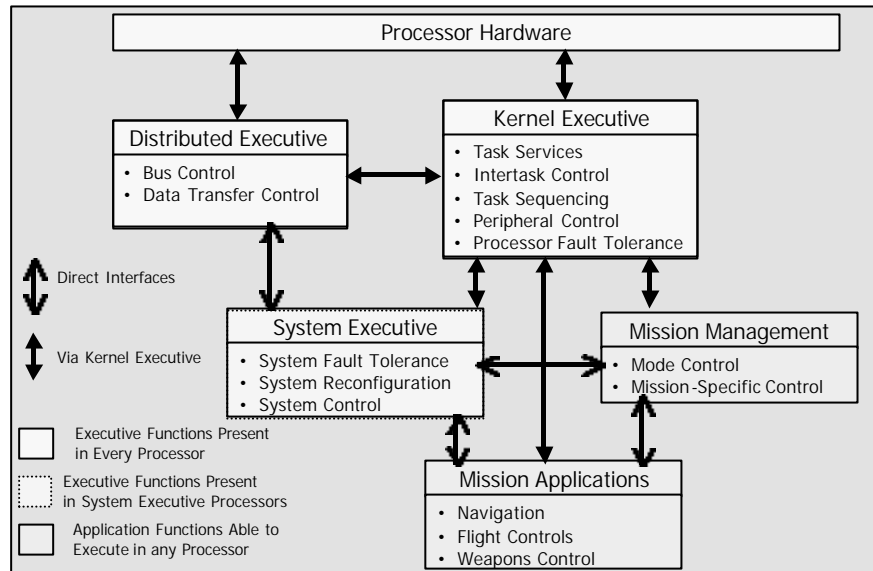 Processor Hardware
Distributed Executive
• Bus Control
• Data Transfer Control
Kernel Executive
• Task Services
• Intertask Control
• Task Sequencing
• Peripheral Control
• Processor Fault Tolerance
Direct Interfaces
Via Kernel Executive
System Executive
• System Fault Tolerance
• System Reconfiguration
• System Control
Mission Management
• Mode Control
• Mission-Specific Control
Mission Applications
• Navigation
• Flight Controls
• Weapons Control
Executive Functions Present
in Every Processor
Executive Functions Present
in System Executive Processors
Application Functions Able to
Execute in any Processor